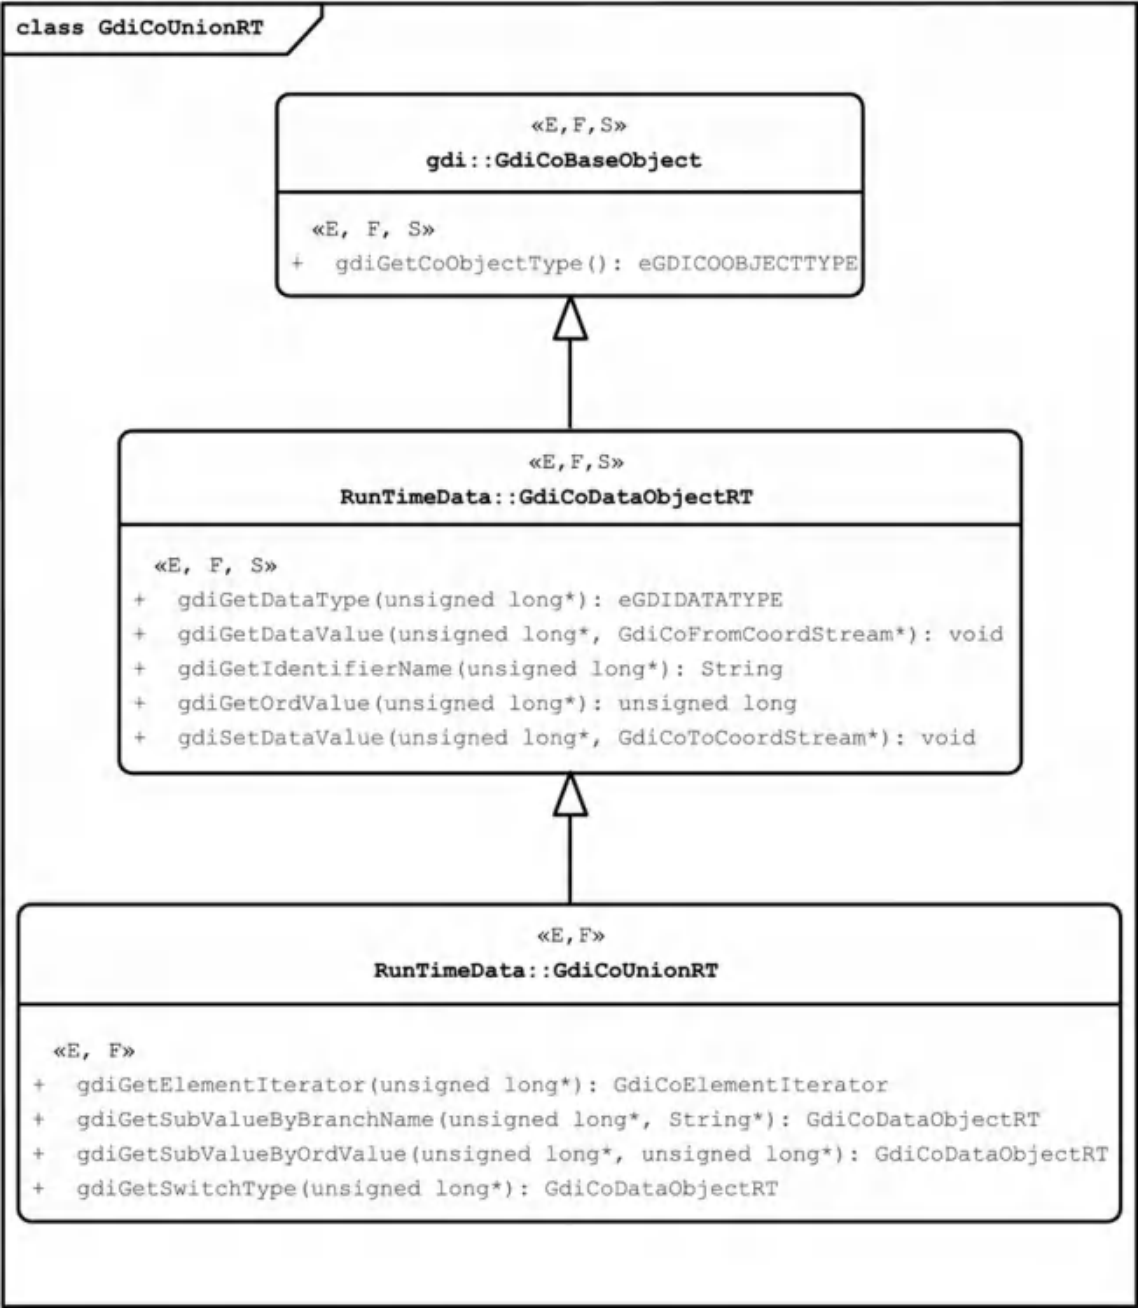 class GdiCoUnionRT
«E,F,S»
gdi::GdiCoBaseObject
«E, F, S»
+ gdiGetCoObjectType(): eGDICOOBJECTTYPE
«E,F,S»
RunTimeData::GdiCoDataObjectRT
«E, F, S»
+ gdiGetDataType(unsigned long*): eGDIDATATYPE
+ gdiGetDataValue(unsigned long*, GdiCoFromCoordStream*): void
+ gdiGetIdentifierName(unsigned long*): String
+ gdiGetOrdValue(unsigned long*): unsigned long
+ gdiSetDataValue(unsigned long*, GdiCoToCoordStream*): void
«E,F»
RunTimeData::GdiCoUnionRT
«E, F»
+ gdiGetElementIterator(unsigned long*): GdiCoElementIterator
+ gdiGetSubValueByBranchName(unsigned long*, String*): GdiCoDataObjectRT
+ gdiGetSubValueByOrdValue(unsigned long*, unsigned long*): GdiCoDataObjectRT
+ gdiGetSwitchType(unsigned long*): GdiCoDataObjectRT